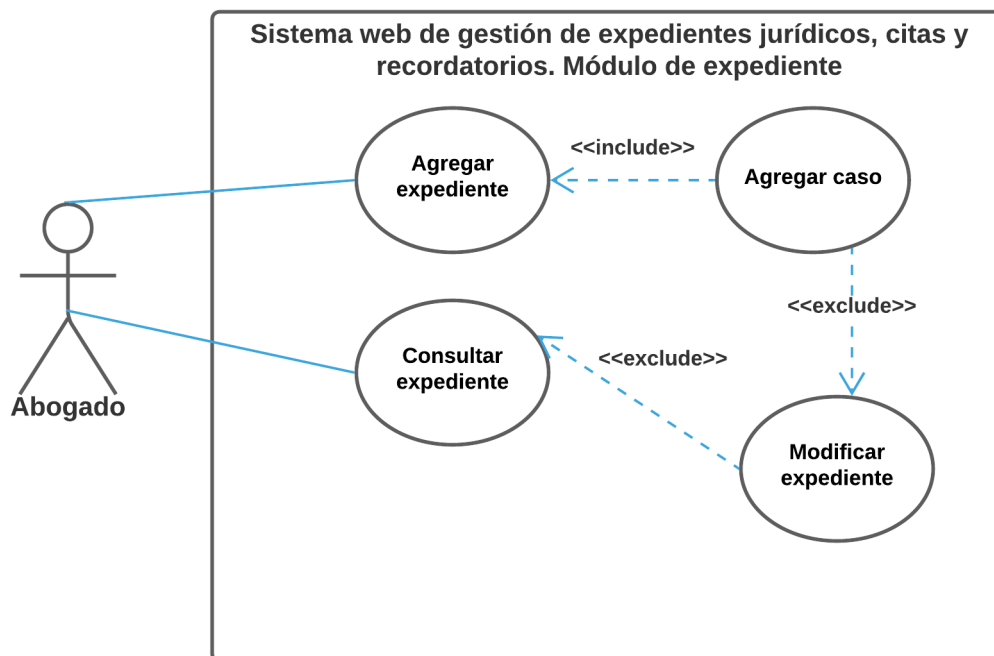 Sistema web de gestión de expedientes jurídicos, citas y
recordatorios. Módulo de expediente
Agregar
expediente
<<include>>
Agregar caso
<<exclude>>
Consultar
expediente
<<exclude>>
Abogado
Modificar
expediente